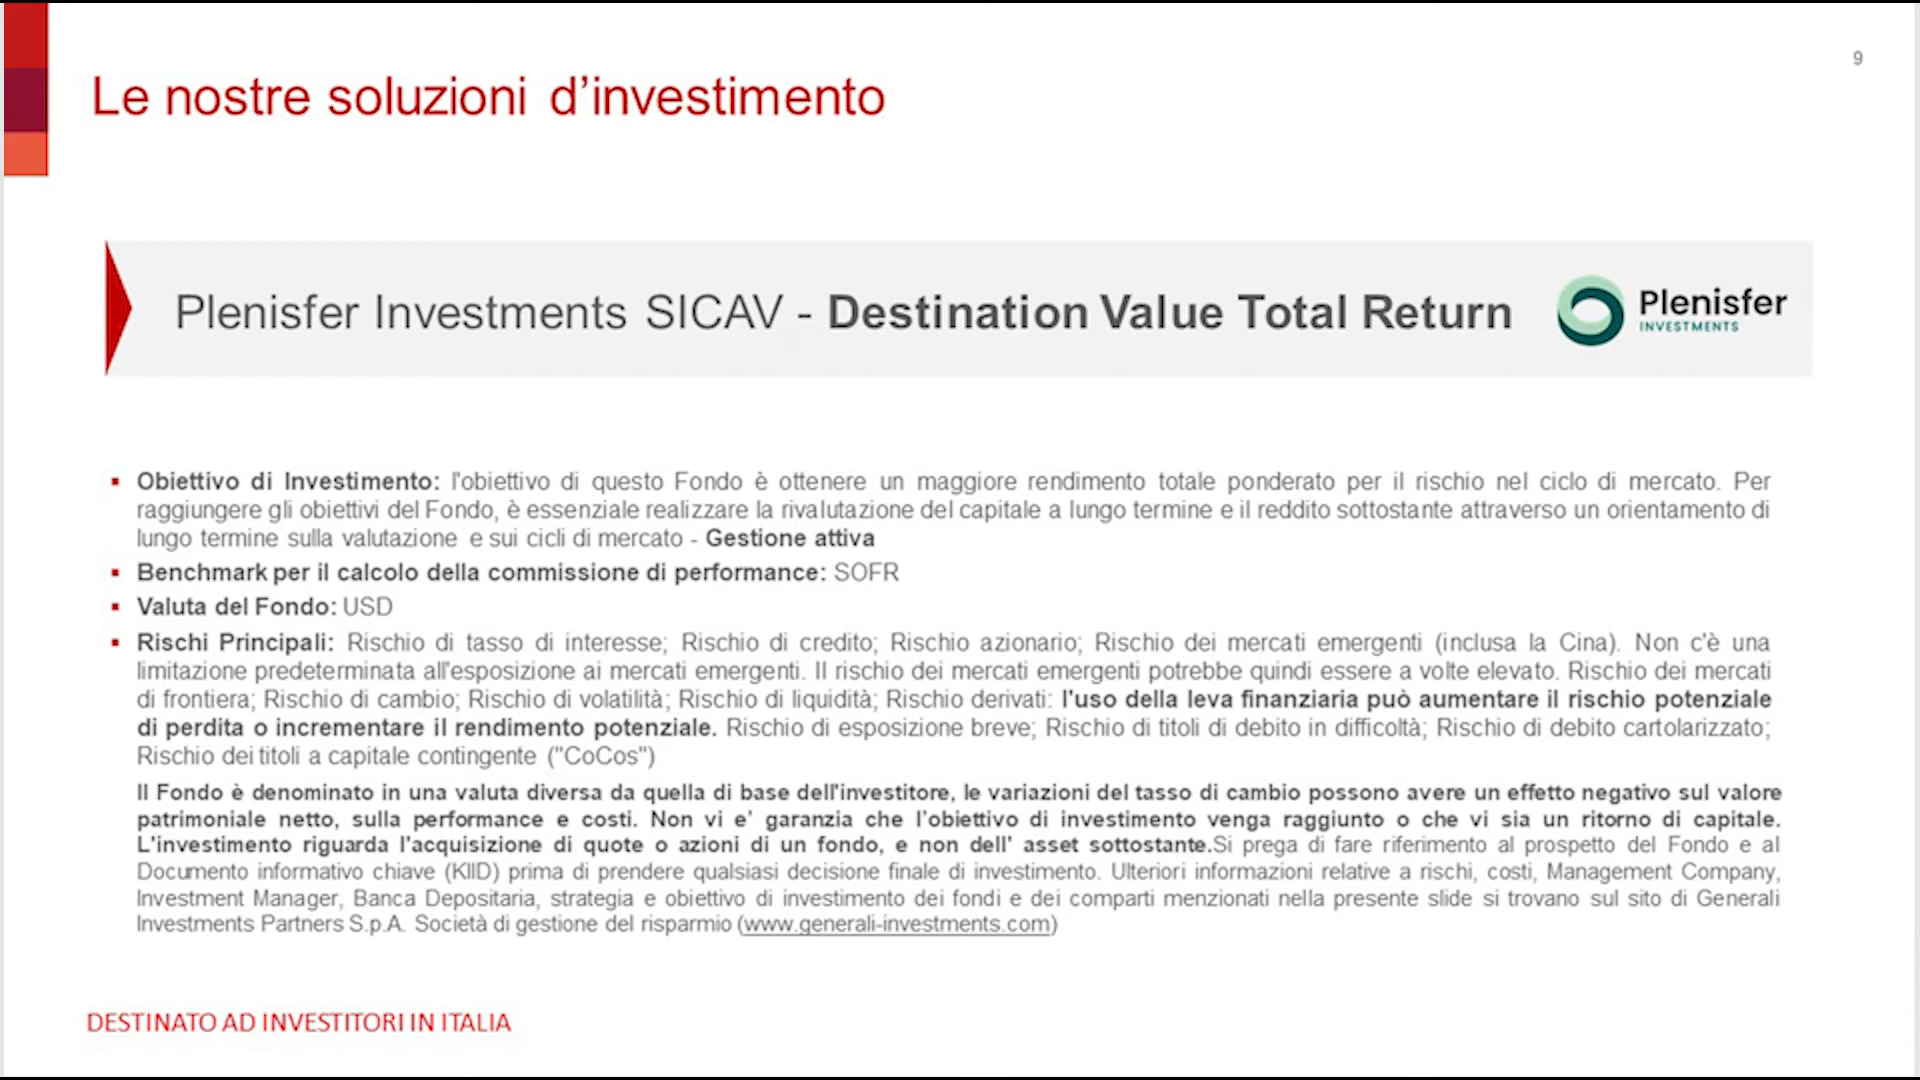 9
Le nostre soluzioni d’investimento
Plenisfer Investments SICAV - Destination Value Total Return
Plenisfer
INVESTMENTS
▪ Obiettivo di Investimento: l'obiettivo di questo Fondo è ottenere un maggiore rendimento totale ponderato per il rischio nel ciclo di mercato. Per
raggiungere gli obiettivi del Fondo, è essenziale realizzare la rivalutazione del capitale a lungo termine e il reddito sottostante attraverso un orientamento di
lungo termine sulla valutazione e sui cicli di mercato - Gestione attiva
▪ Benchmark per il calcolo della commissione di performance: SOFR
▪ Valuta del Fondo: USD
▪ Rischi Principali: Rischio di tasso di interesse; Rischio di credito; Rischio azionario; Rischio dei mercati emergenti (inclusa la Cina). Non c'è una
limitazione predeterminata all'esposizione ai mercati emergenti. Il rischio dei mercati emergenti potrebbe quindi essere a volte elevato. Rischio dei mercati
di frontiera; Rischio di cambio; Rischio di volatilità; Rischio di liquidità; Rischio derivati: l'uso della leva finanziaria può aumentare il rischio potenziale
di perdita o incrementare il rendimento potenziale. Rischio di esposizione breve; Rischio di titoli di debito in difficoltà; Rischio di debito cartolarizzato;
Rischio dei titoli a capitale contingente ("CoCos")
Il Fondo è denominato in una valuta diversa da quella di base dell'investitore, le variazioni del tasso di cambio possono avere un effetto negativo sul valore
patrimoniale netto, sulla performance e costi. Non vi e’ garanzia che l’obiettivo di investimento venga raggiunto o che vi sia un ritorno di capitale.
L'investimento riguarda l'acquisizione di quote o azioni di un fondo, e non dell' asset sottostante.Si prega di fare riferimento al prospetto del Fondo e al
Documento informativo chiave (KIID) prima di prendere qualsiasi decisione finale di investimento. Ulteriori informazioni relative a rischi, costi, Management Company,
Investment Manager, Banca Depositaria, strategia e obiettivo di investimento dei fondi e dei comparti menzionati nella presente slide si trovano sul sito di Generali
Investments Partners S.p.A. Società di gestione del risparmio (www.generali-investments.com)
DESTINATO AD INVESTITORI IN ITALIA